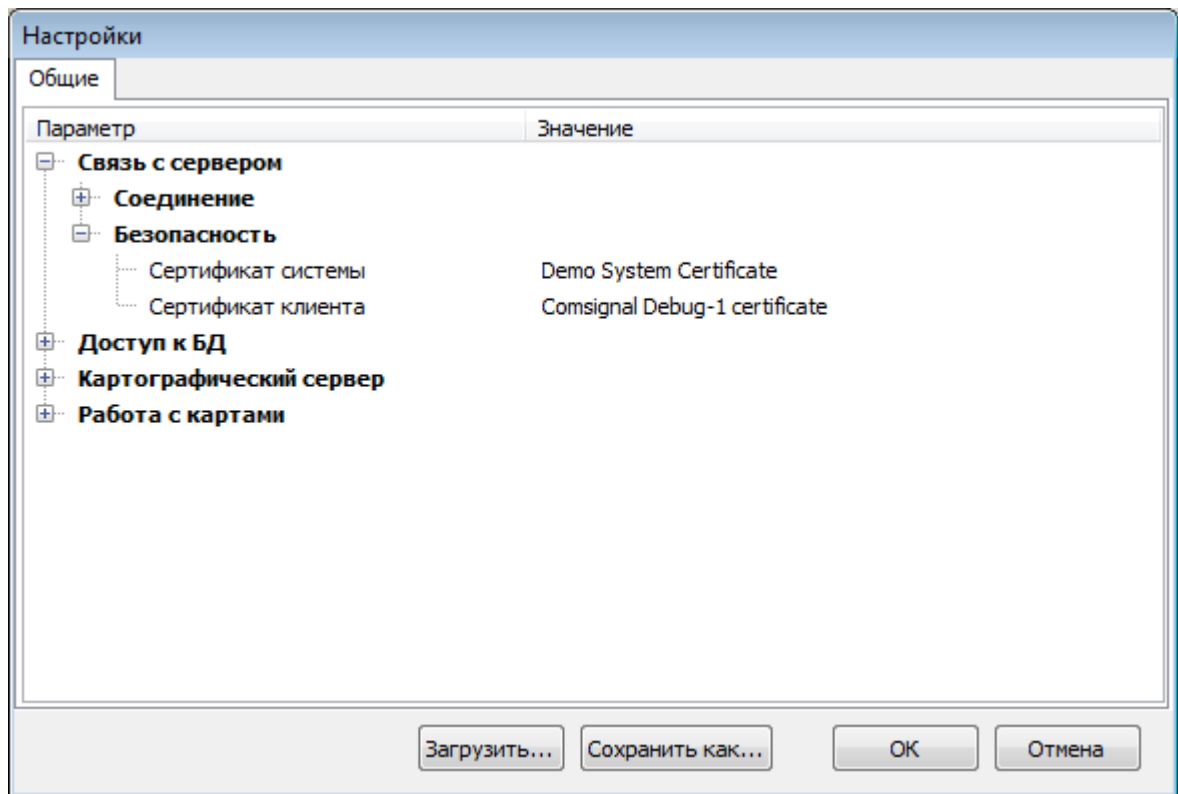 Настройки
Общие
Параметр Значение
Связь с сервером
Соединение
Безопасность
Сертификат системы Demo System Certificate
Сертификат клиента Comsignal Debug-1 certificate
Доступ к БД
Картографический сервер
Работа с картами
Загрузить... Сохранить как... ОК Отмена